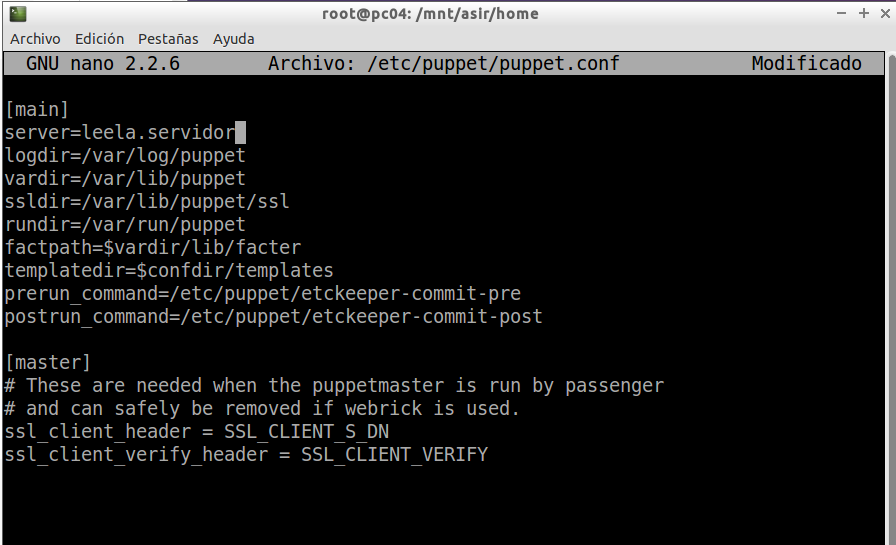 root@pc04: /mnt/asir/home
Archivo Edición Pestañas Ayuda
GNU nano 2.2.6 Archivo: /etc/puppet/puppet.conf Modificado
[main]
server=leela.servidor
logdir=/var/log/puppet
vardir=/var/lib/puppet
ssldir=/var/lib/puppet/ssl
rundir=/var/run/puppet
factpath=$vardir/lib/facter
templatedir=$confdir/templates
prerun_command=/etc/puppet/etckeeper-commit-pre
postrun_command=/etc/puppet/etckeeper-commit-post
[master]
# These are needed when the puppetmaster is run by passenger
# and can safely be removed if webrick is used.
ssl_client_header = SSL_CLIENT_S_DN
ssl_client_verify_header = SSL_CLIENT_VERIFY